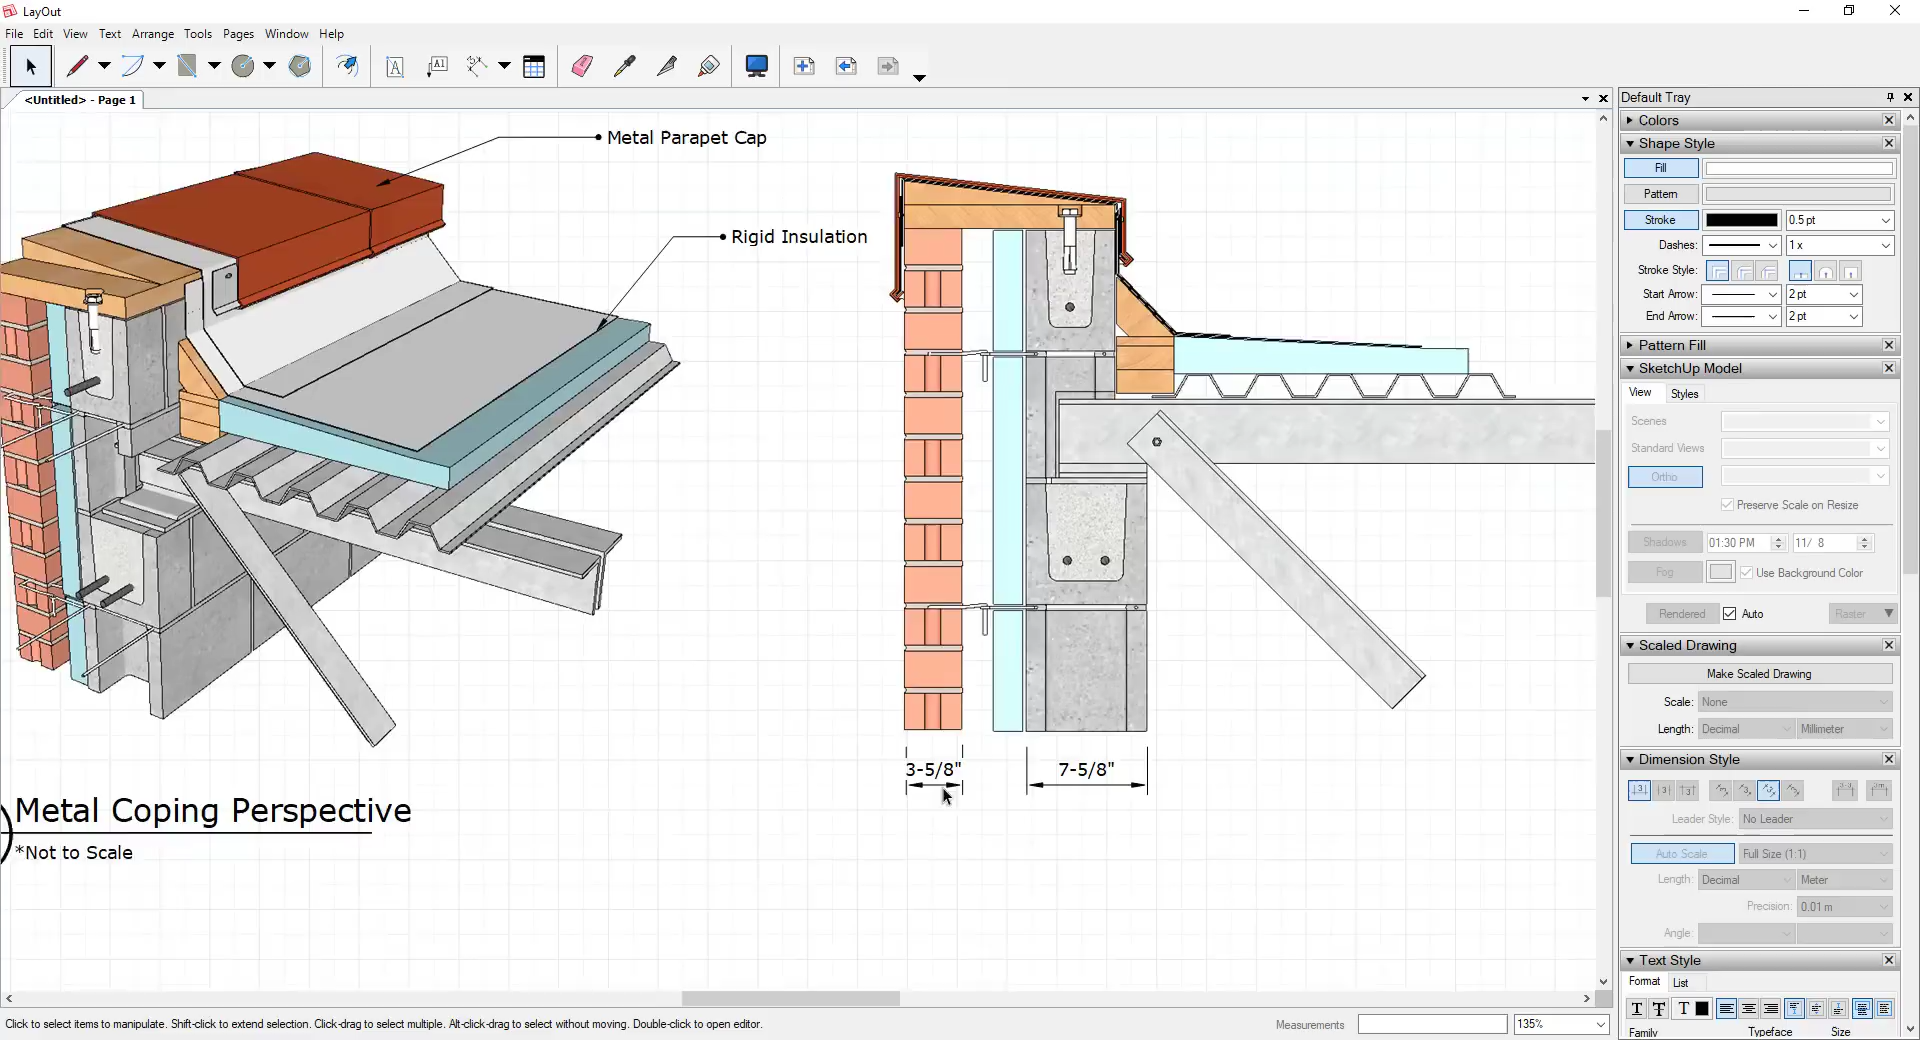 LayOut
File Edit View Text Arrange Tools Pages Window Help
<Untitled> - Page 1
Metal Parapet Cap
Rigid Insulation
3-5/8"
7-5/8"
Metal Coping Perspective
*Not to Scale
Default Tray
Colors
Shape Style
Fill
Pattern
Stroke 0.5 pt
Dashes: 1 x
Stroke Style:
Start Arrow: 2 pt
End Arrow: 2 pt
Pattern Fill
SketchUp Model
View Styles
Scenes
Standard Views
Ortho
Preserve Scale on Resize
Shadows 01:30 PM 11/ 8
Fog Use Background Color
Rendered Auto Raster
Scaled Drawing
Make Scaled Drawing
Scale: None
Length: Decimal Millimeter
Dimension Style
Leader Style: No Leader
Auto Scale Full Size (1:1)
Length: Decimal Meter
Precision: 0.01 m
Angle:
Text Style
Format List
Family Typeface Size
Click to select items to manipulate. Shift-click to extend selection. Click-drag to select multiple. Alt-click-drag to select without moving. Double-click to open editor.
Measurements 135%